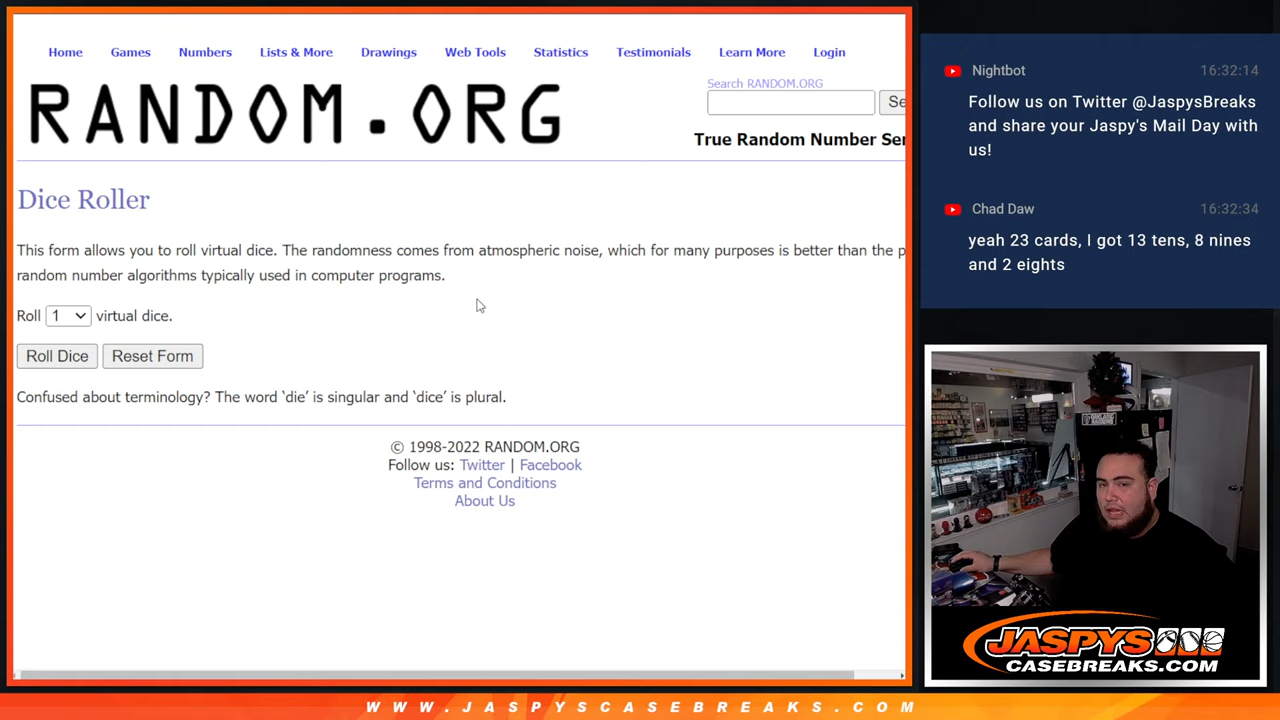 Home Games Numbers Lists & More Drawings Web Tools Statistics Testimonials Learn More Login
RANDOM.ORG
Search RANDOM.ORG
Se
True Random Number Ser
Dice Roller
This form allows you to roll virtual dice. The randomness comes from atmospheric noise, which for many purposes is better than the p
random number algorithms typically used in computer programs.
Roll 1 virtual dice.
Roll Dice Reset Form
Confused about terminology? The word ‘die’ is singular and ‘dice’ is plural.
© 1998-2022 RANDOM.ORG
Follow us: Twitter | Facebook
Terms and Conditions
About Us
Nightbot 16:32:14
Follow us on Twitter @JaspysBreaks
and share your Jaspy's Mail Day with
us!
Chad Daw 16:32:34
yeah 23 cards, I got 13 tens, 8 nines
and 2 eights
JASPYS
CASEBREAKS.COM
WWW.JASPYSCASEBREAKS.COM